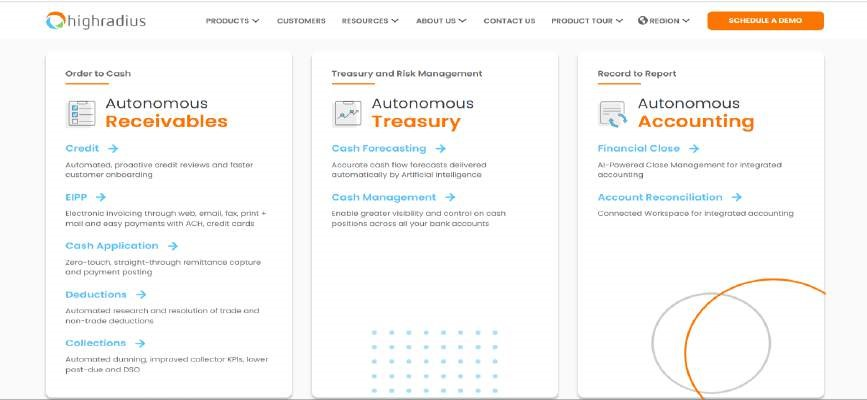 highradius
PRODUCTS
CUSTOMERS
RESOURCES
ABOUT US
CONTACT US
PRODUCT TOUR
REGION
SCHEDULE A DEMO
Order to Cash
Autonomous
Receivables
Credit
Automated, proactive credit reviews and faster
customer onboarding
EIPP
Electronic invoicing through web, email, fax, print +
mail and easy payments with ACH, credit cards
Cash Application
Zero-touch, straight-through remittance capture
and payment posting
Deductions
Automated research and resolution of trade and
non-trade deductions
Collections
Automated dunning, improved collector KPIs, lower
past-due and DSO
Treasury and Risk Management
Autonomous
Treasury
Cash Forecasting
Accurate cash flow forecasts delivered
automatically by Artificial Intelligence
Cash Management
Enable greater visibility and control on cash
positions across all your bank accounts
Record to Report
Autonomous
Accounting
Financial Close
AI-Powered Close Management for integrated
accounting
Account Reconciliation
Connected Workspace for integrated accounting